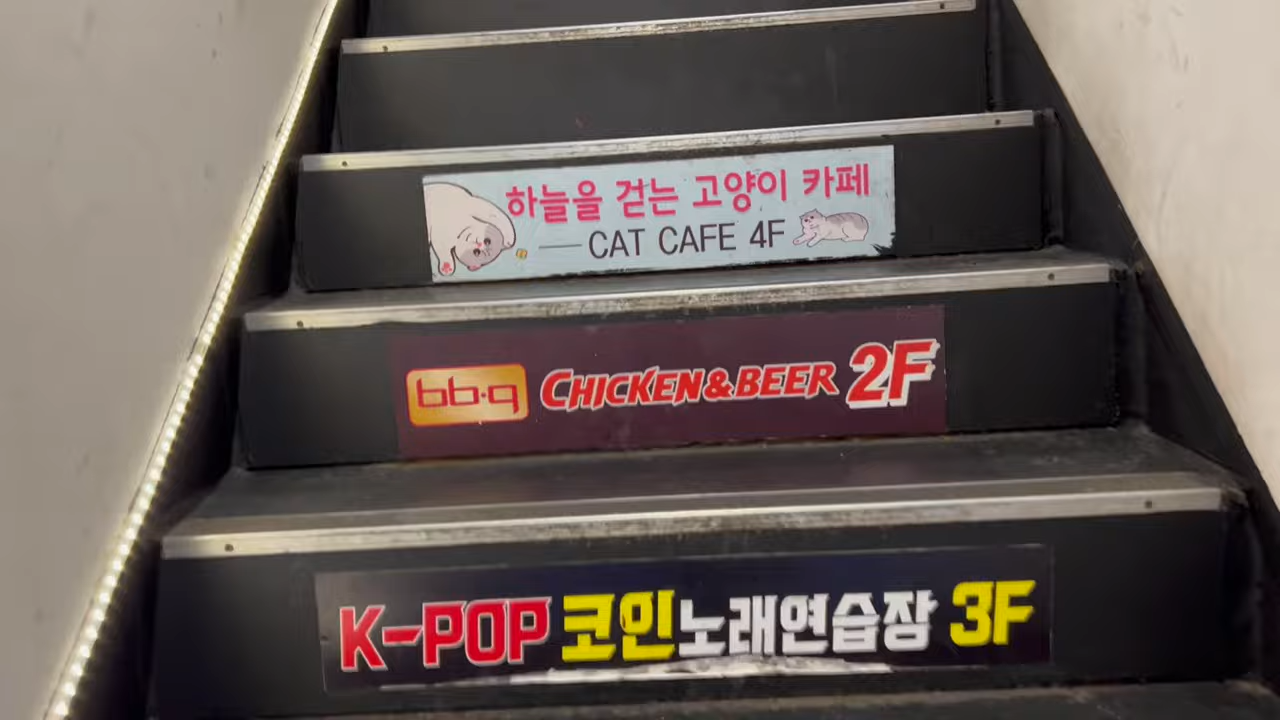 하늘을 걷는 고양이 카페
CAT CAFE 4F
bb.q CHICKEN & BEER 2F
K-POP 코인노래연습장 3F